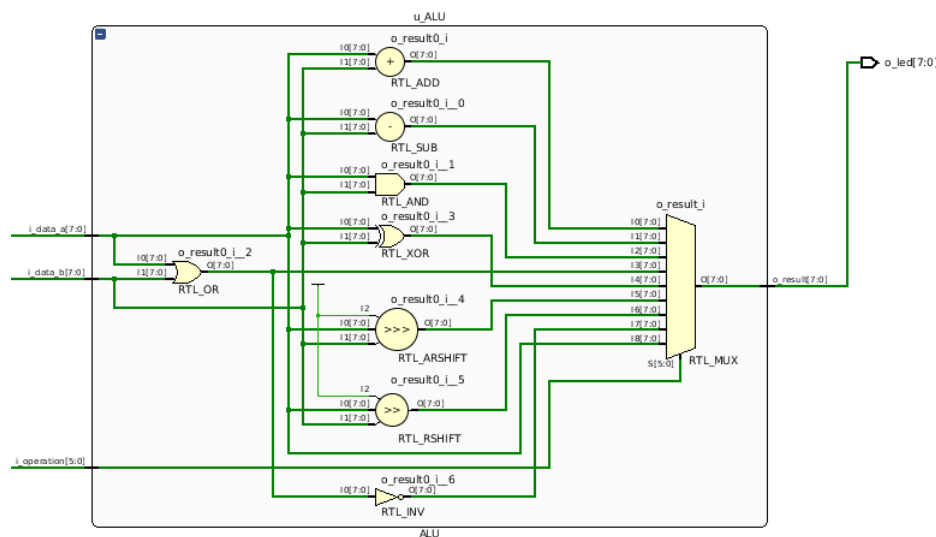 u_ALU
o_result0_i
I0[7:0]
O[7:0]
I1[7:0]
+
RTL_ADD
o_led[7:0]
o_result0_i__0
I0[7:0]
O[7:0]
I1[7:0]
-
RTL_SUB
o_result0_i__1
I0[7:0]
O[7:0]
I1[7:0]
RTL_AND
o_result0_i__3
I0[7:0]
O[7:0]
I1[7:0]
RTL_XOR
i_data_a[7:0]
o_result0_i__2
I0[7:0]
O[7:0]
I1[7:0]
RTL_OR
i_data_b[7:0]
o_result_i
I0[7:0]
I1[7:0]
I2[7:0]
I3[7:0]
I4[7:0]
I5[7:0]
I6[7:0]
I7[7:0]
I8[7:0]
O[7:0]
S[5:0]
RTL_MUX
o_result[7:0]
o_result0_i__4
I2
I0[7:0]
O[7:0]
I1[7:0]
>>>
RTL_ARSHIFT
o_result0_i__5
I2
I0[7:0]
O[7:0]
I1[7:0]
>>
RTL_RSHIFT
i_operation[5:0]
o_result0_i__6
I0[7:0]
O[7:0]
RTL_INV
ALU